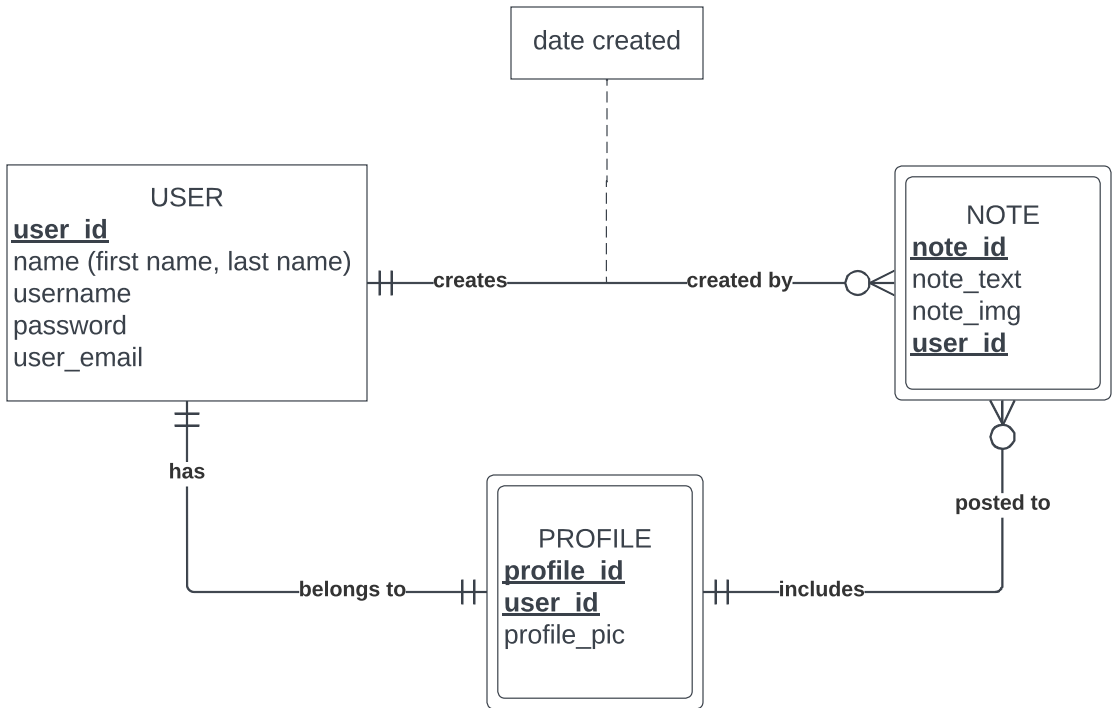 date created
USER
user_id
name (first name, last name)
username
password
user_email
creates
created by
NOTE
note_id
note_text
note_img
user_id
has
belongs to
PROFILE
profile_id
user_id
profile_pic
includes
posted to